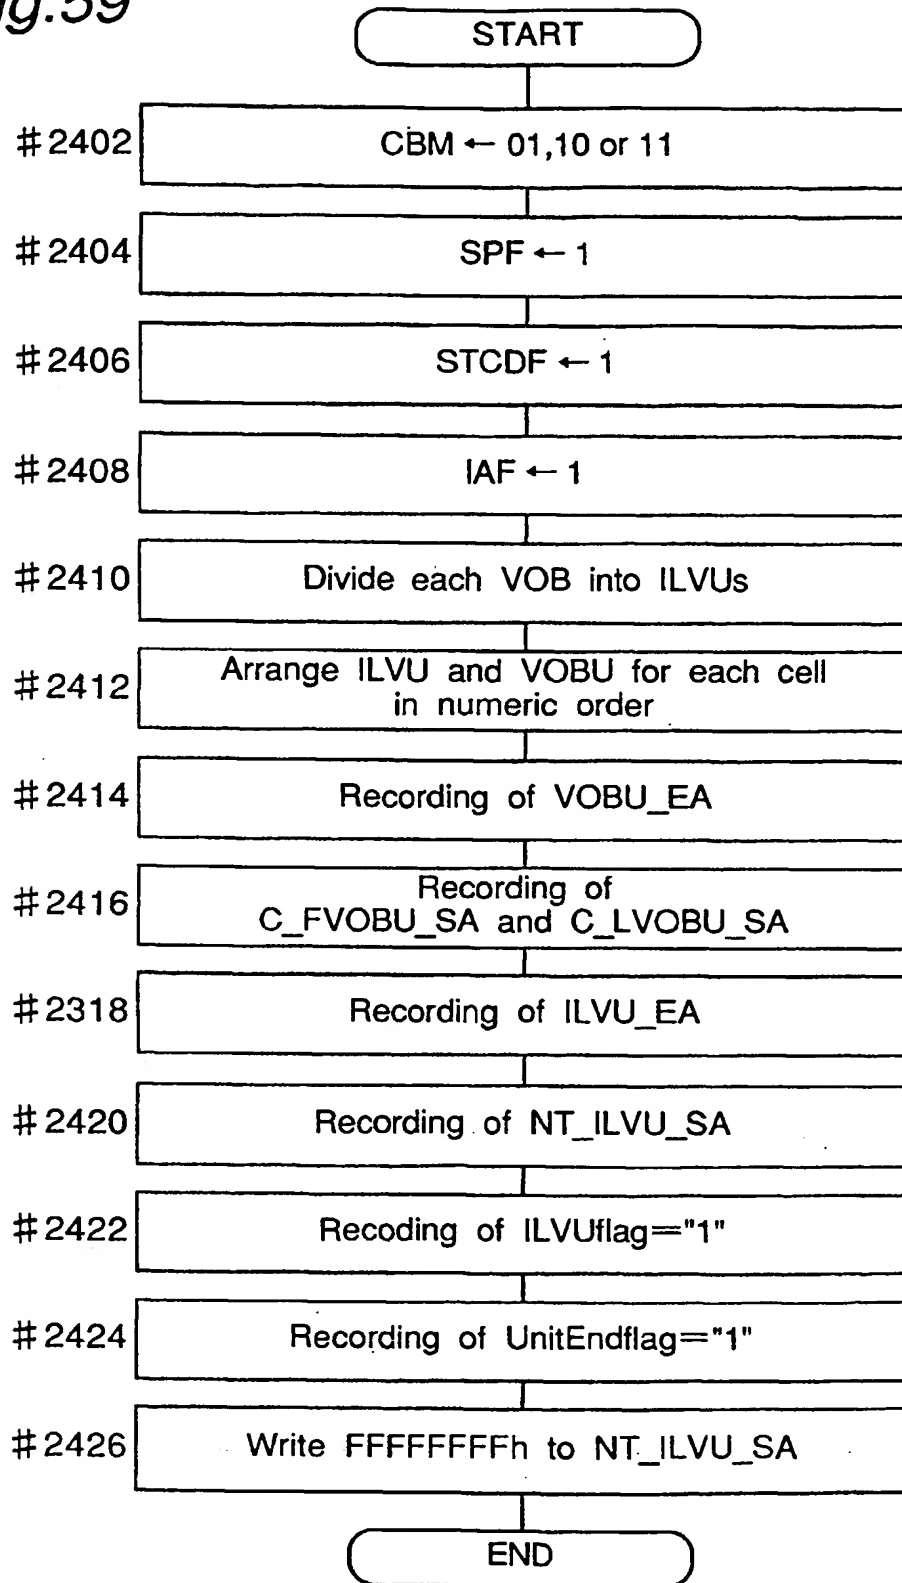 ig.59
START
#2402 CBM ← 01,10 or 11
#2404 SPF ← 1
#2406 STCDF ← 1
#2408 IAF ← 1
#2410 Divide each VOB into ILVUs
#2412 Arrange ILVU and VOBU for each cell
in numeric order
#2414 Recording of VOBU_EA
#2416 Recording of
C_FVOBU_SA and C_LVOBU_SA
#2318 Recording of ILVU_EA
#2420 Recording of NT_ILVU_SA
#2422 Recoding of ILVUflag="1"
#2424 Recording of UnitEndflag="1"
#2426 Write FFFFFFFFh to NT_ILVU_SA
END